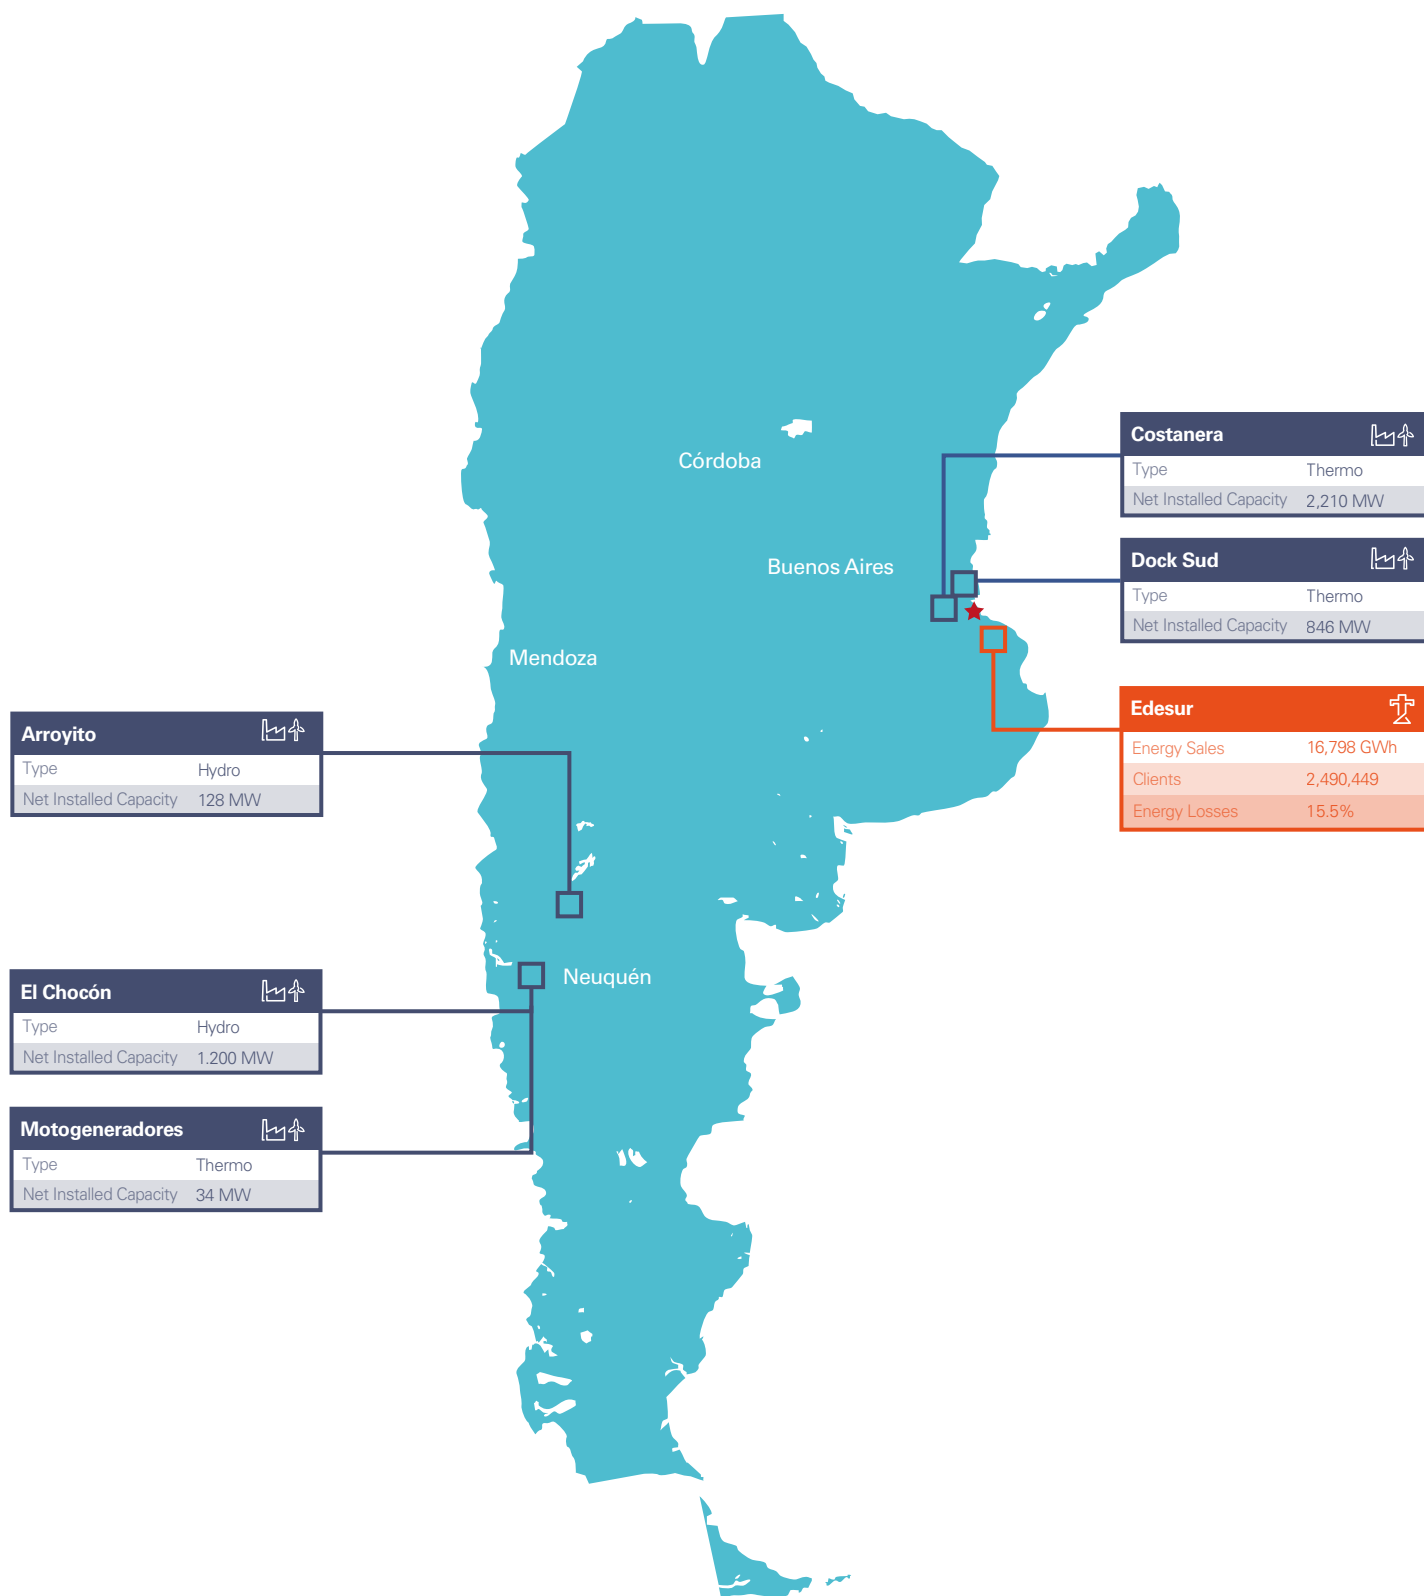 Córdoba
Buenos Aires
Mendoza
Neuquén
Costanera
Type Thermo
Net Installed Capacity 2,210 MW
Dock Sud
Type Thermo
Net Installed Capacity 846 MW
Edesur
Energy Sales 16,798 GWh
Clients 2,490,449
Energy Losses 15.5%
Arroyito
Type Hydro
Net Installed Capacity 128 MW
El Chocón
Type Hydro
Net Installed Capacity 1.200 MW
Motogeneradores
Type Thermo
Net Installed Capacity 34 MW